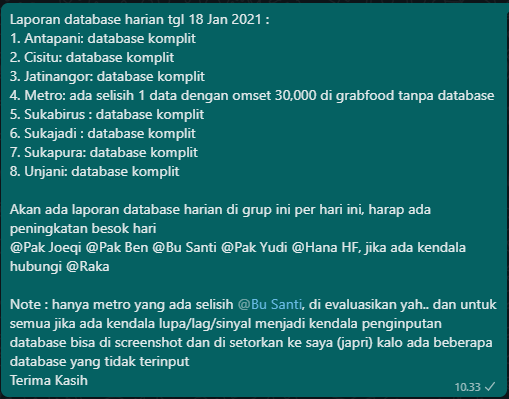 Laporan database harian tgl 18 Jan 2021 :
1. Antapani: database komplit
2. Cisitu: database komplit
3. Jatinangor: database komplit
4. Metro: ada selisih 1 data dengan omset 30,000 di grabfood tanpa database
5. Sukabirus : database komplit
6. Sukajadi : database komplit
7. Sukapura: database komplit
8. Unjani: database komplit
Akan ada laporan database harian di grup ini per hari ini, harap ada
peningkatan besok hari
@Pak Joeqi @Pak Ben @Bu Santi @Pak Yudi @Hana HF, jika ada kendala
hubungi @Raka
Note : hanya metro yang ada selisih @Bu Santi, di evaluasikan yah.. dan untuk
semua jika ada kendala lupa/lag/sinyal menjadi kendala penginputan
database bisa di screenshot dan di setorkan ke saya (japri) kalo ada beberapa
database yang tidak terinput
Terima Kasih
10.33